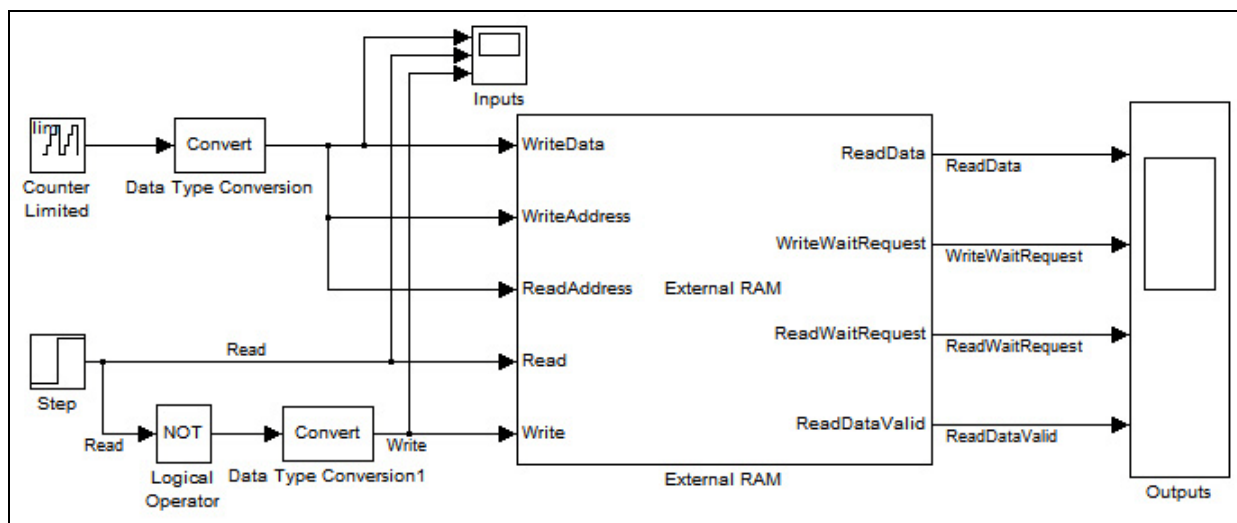 Inputs
lim
Counter
Limited
Convert
Data Type Conversion
WriteData
WriteAddress
ReadAddress
Read
Write
External RAM
ReadData
WriteWaitRequest
ReadWaitRequest
ReadDataValid
External RAM
ReadData
WriteWaitRequest
ReadWaitRequest
ReadDataValid
Outputs
Step
Read
Read
NOT
Logical
Operator
Convert
Data Type Conversion1
Write